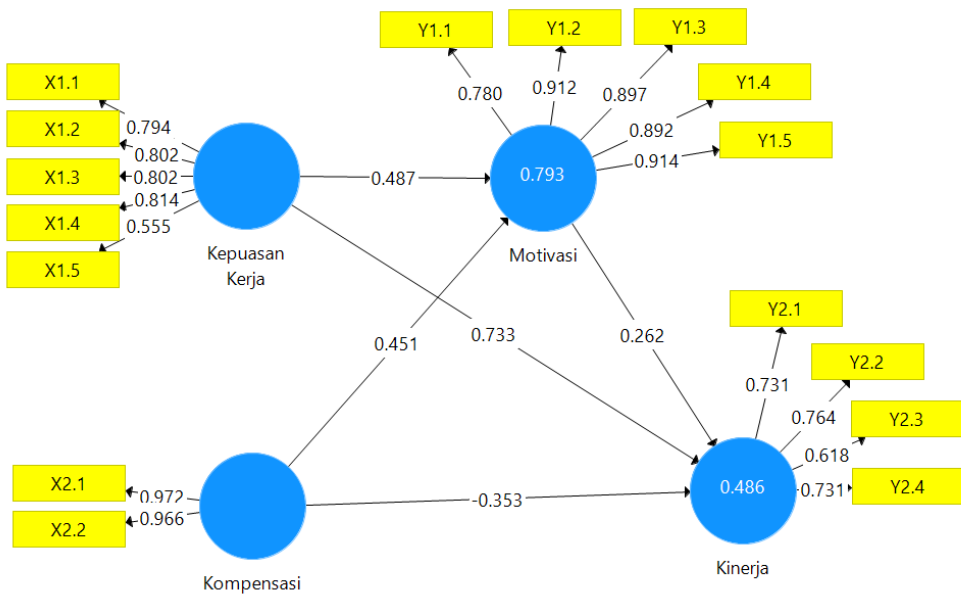 Y1.1
Y1.2
Y1.3
Y1.4
Y1.5
0.780
0.912
0.897
0.892
0.914
X1.1
X1.2
X1.3
X1.4
X1.5
0.794
0.802
0.802
0.814
0.555
Kepuasan
Kerja
0.487
0.793
Motivasi
0.451
0.733
0.262
Y2.1
Y2.2
Y2.3
Y2.4
0.731
0.764
0.618
0.731
X2.1
X2.2
0.972
0.966
Kompensasi
-0.353
0.486
Kinerja